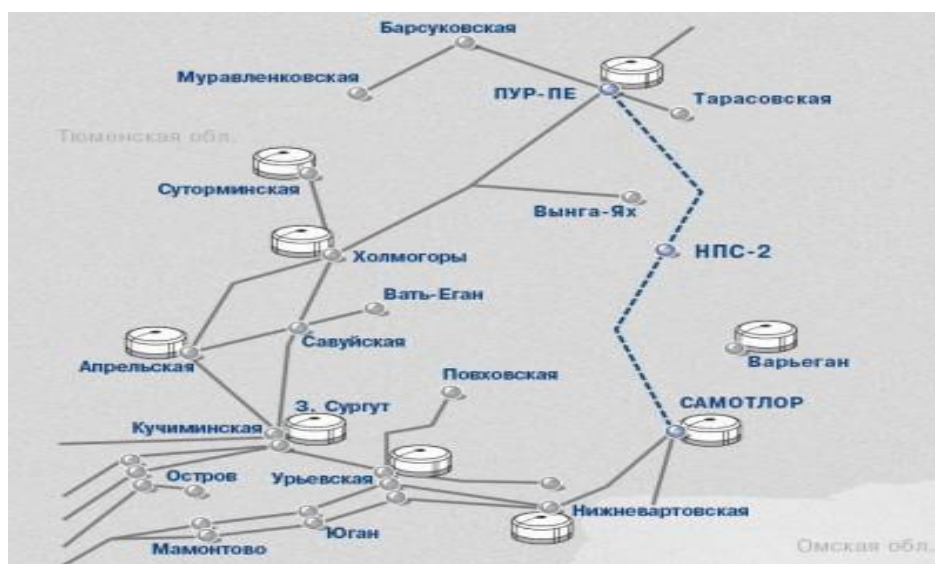 Барсуковская
Муравленковская
ПУР-ПЕ
Тарасовская
Тюменская обл.
Суторминская
Вынга-Ях
Холмогоры
НПС-2
Вать-Еган
Савуйская
Апрельская
Варьеган
Повховская
З. Сургут
САМОТЛОР
Кучиминская
Остров
Урьевская
Нижневартовская
Юган
Мамонтово
Омская обл.